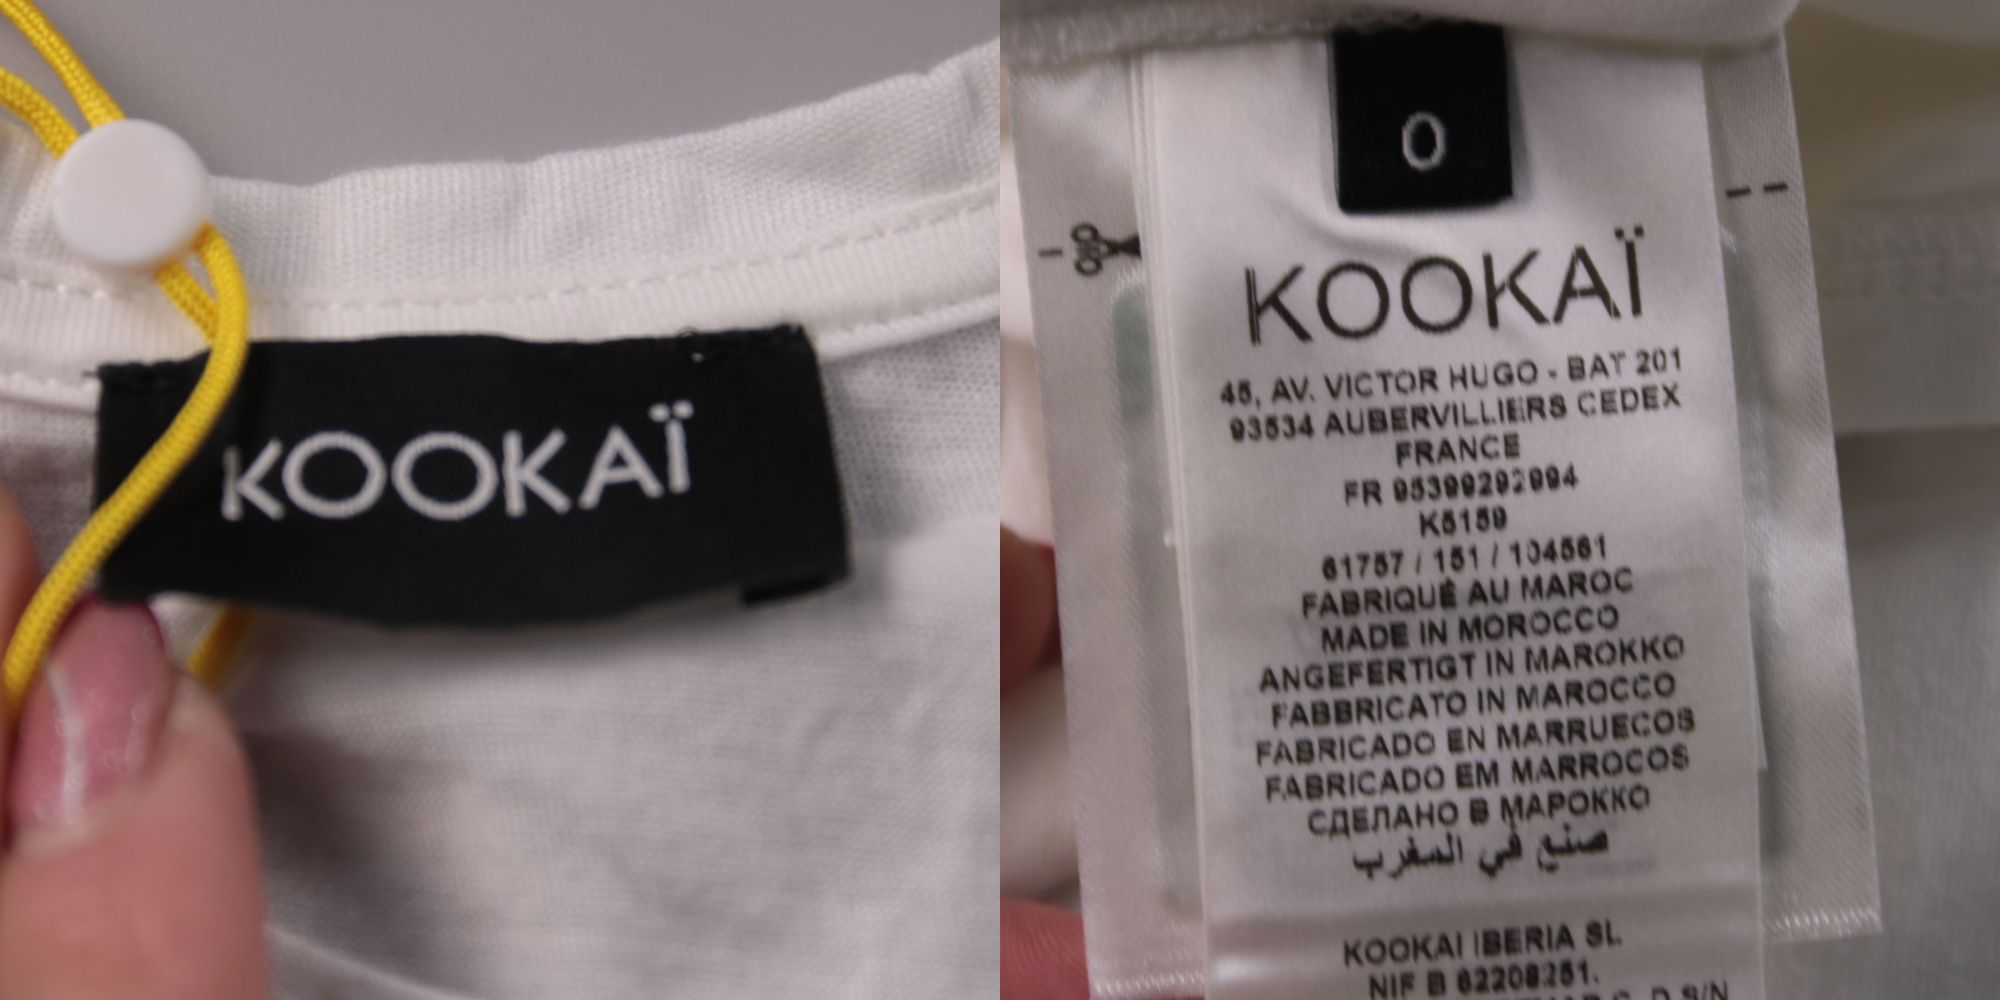 KOOKAÏ
0
KOOKAÏ
45, AV. VICTOR HUGO - BAT 201
93534 AUBERVILLIERS CEDEX
FRANCE
FR 95399292994
K5159
61757 / 151 / 104561
FABRIQUÉ AU MAROC
MADE IN MOROCCO
ANGEFERTIGT IN MAROKKO
FABBRICATO IN MAROCCO
FABRICADO EN MARRUECOS
FABRICADO EM MARROCOS
СДЕЛАНО В МАРОККО
صنع في المغرب
KOOKAI IBERIA SL
NIF B 62208251.
S/N